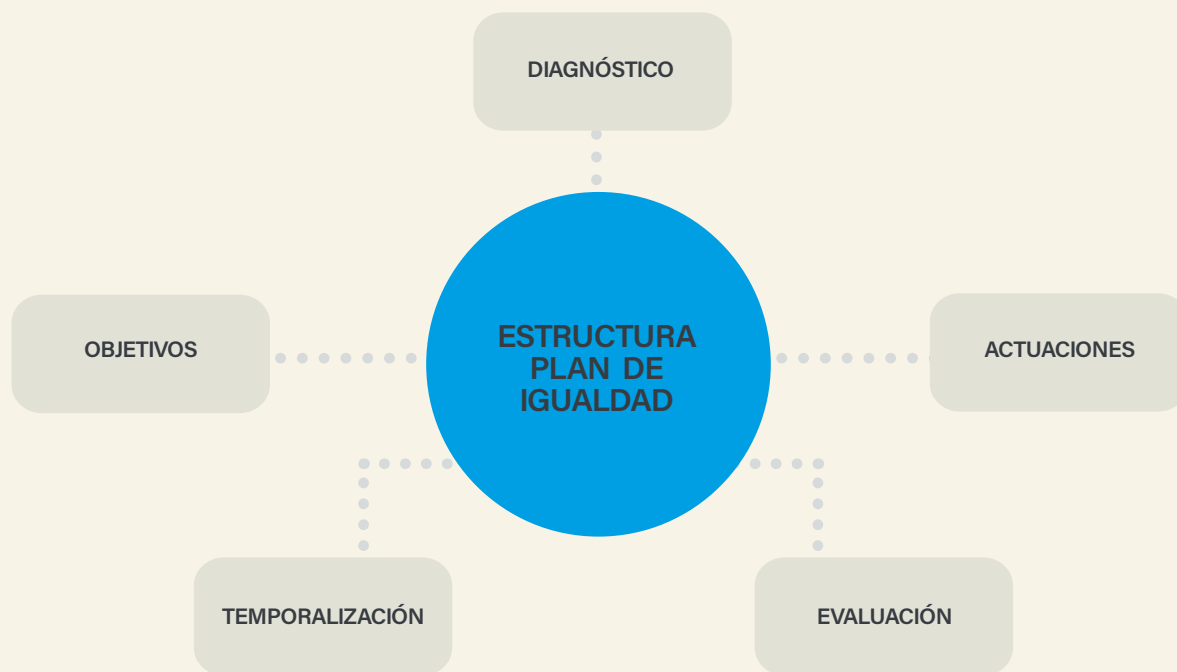 DIAGNÓSTICO
OBJETIVOS
ESTRUCTURA
PLAN DE
IGUALDAD
ACTUACIONES
TEMPORALIZACIÓN
EVALUACIÓN